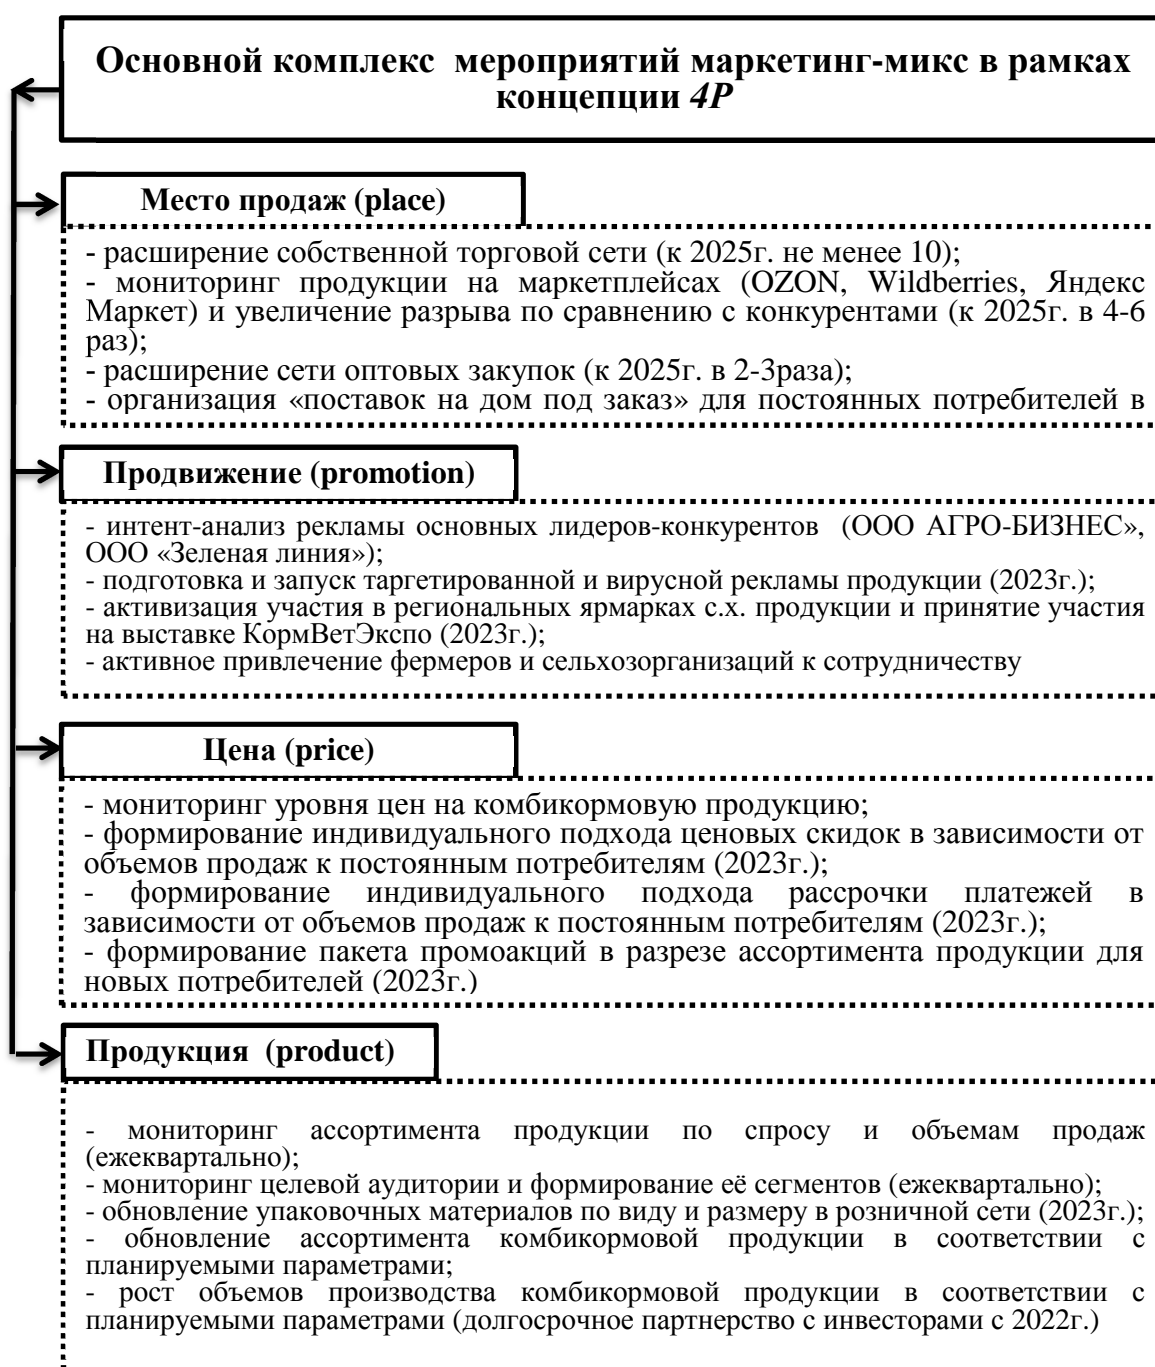 Основной комплекс мероприятий маркетинг-микс в рамках
концепции 4P
Место продаж (place)
- расширение собственной торговой сети (к 2025г. не менее 10);
- мониторинг продукции на маркетплейсах (OZON, Wildberries, Яндекс
Маркет) и увеличение разрыва по сравнению с конкурентами (к 2025г. в 4-6
раз);
- расширение сети оптовых закупок (к 2025г. в 2-3раза);
- организация «поставок на дом под заказ» для постоянных потребителей в
Продвижение (promotion)
- интент-анализ рекламы основных лидеров-конкурентов (ООО АГРО-БИЗНЕС»,
ООО «Зеленая линия»);
- подготовка и запуск таргетированной и вирусной рекламы продукции (2023г.);
- активизация участия в региональных ярмарках с.х. продукции и принятие участия
на выставке КормВетЭкспо (2023г.);
- активное привлечение фермеров и сельхозорганизаций к сотрудничеству
Цена (price)
- мониторинг уровня цен на комбикормовую продукцию;
- формирование индивидуального подхода ценовых скидок в зависимости от
объемов продаж к постоянным потребителям (2023г.);
- формирование индивидуального подхода рассрочки платежей в
зависимости от объемов продаж к постоянным потребителям (2023г.);
- формирование пакета промоакций в разрезе ассортимента продукции для
новых потребителей (2023г.)
Продукция (product)
- мониторинг ассортимента продукции по спросу и объемам продаж
(ежеквартально);
- мониторинг целевой аудитории и формирование её сегментов (ежеквартально);
- обновление упаковочных материалов по виду и размеру в розничной сети (2023г.);
- обновление ассортимента комбикормовой продукции в соответствии с
планируемыми параметрами;
- рост объемов производства комбикормовой продукции в соответствии с
планируемыми параметрами (долгосрочное партнерство с инвесторами с 2022г.)